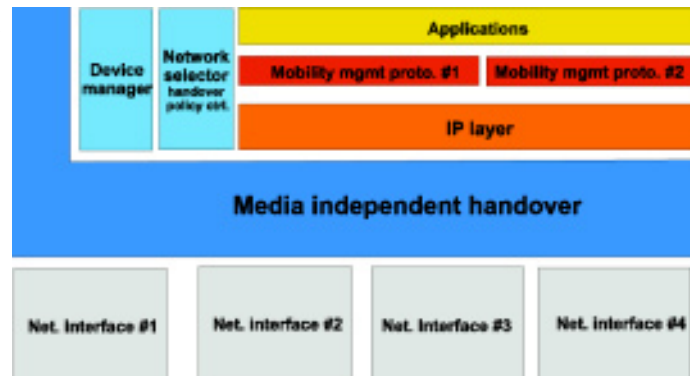 Applications
Device
manager
Network
selector
handover
policy ctrl.
Mobility mgmt proto. #1
Mobility mgmt proto. #2
IP layer
Media independent handover
Net. Interface #1
Net. interface #2
Net. Interface #3
Net. interface #4